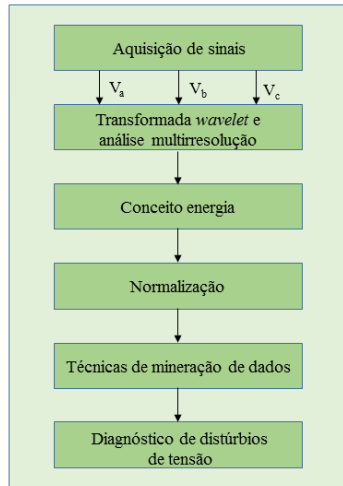 Aquisição de sinais
Va Vb Vc
Transformada wavelet e
análise multirresolução
Conceito energia
Normalização
Técnicas de mineração de dados
Diagnóstico de distúrbios
de tensão